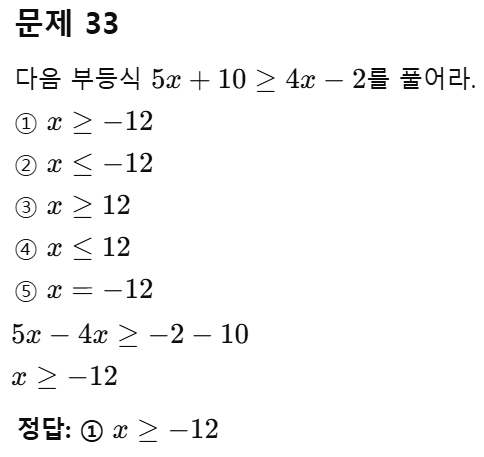 문제 33
다음 부등식 5x + 10 ≥ 4x − 2를 풀어라.
① x ≥ −12
② x ≤ −12
③ x ≥ 12
④ x ≤ 12
⑤ x = −12
5x − 4x ≥ −2 − 10
x ≥ −12
정답: ① x ≥ −12